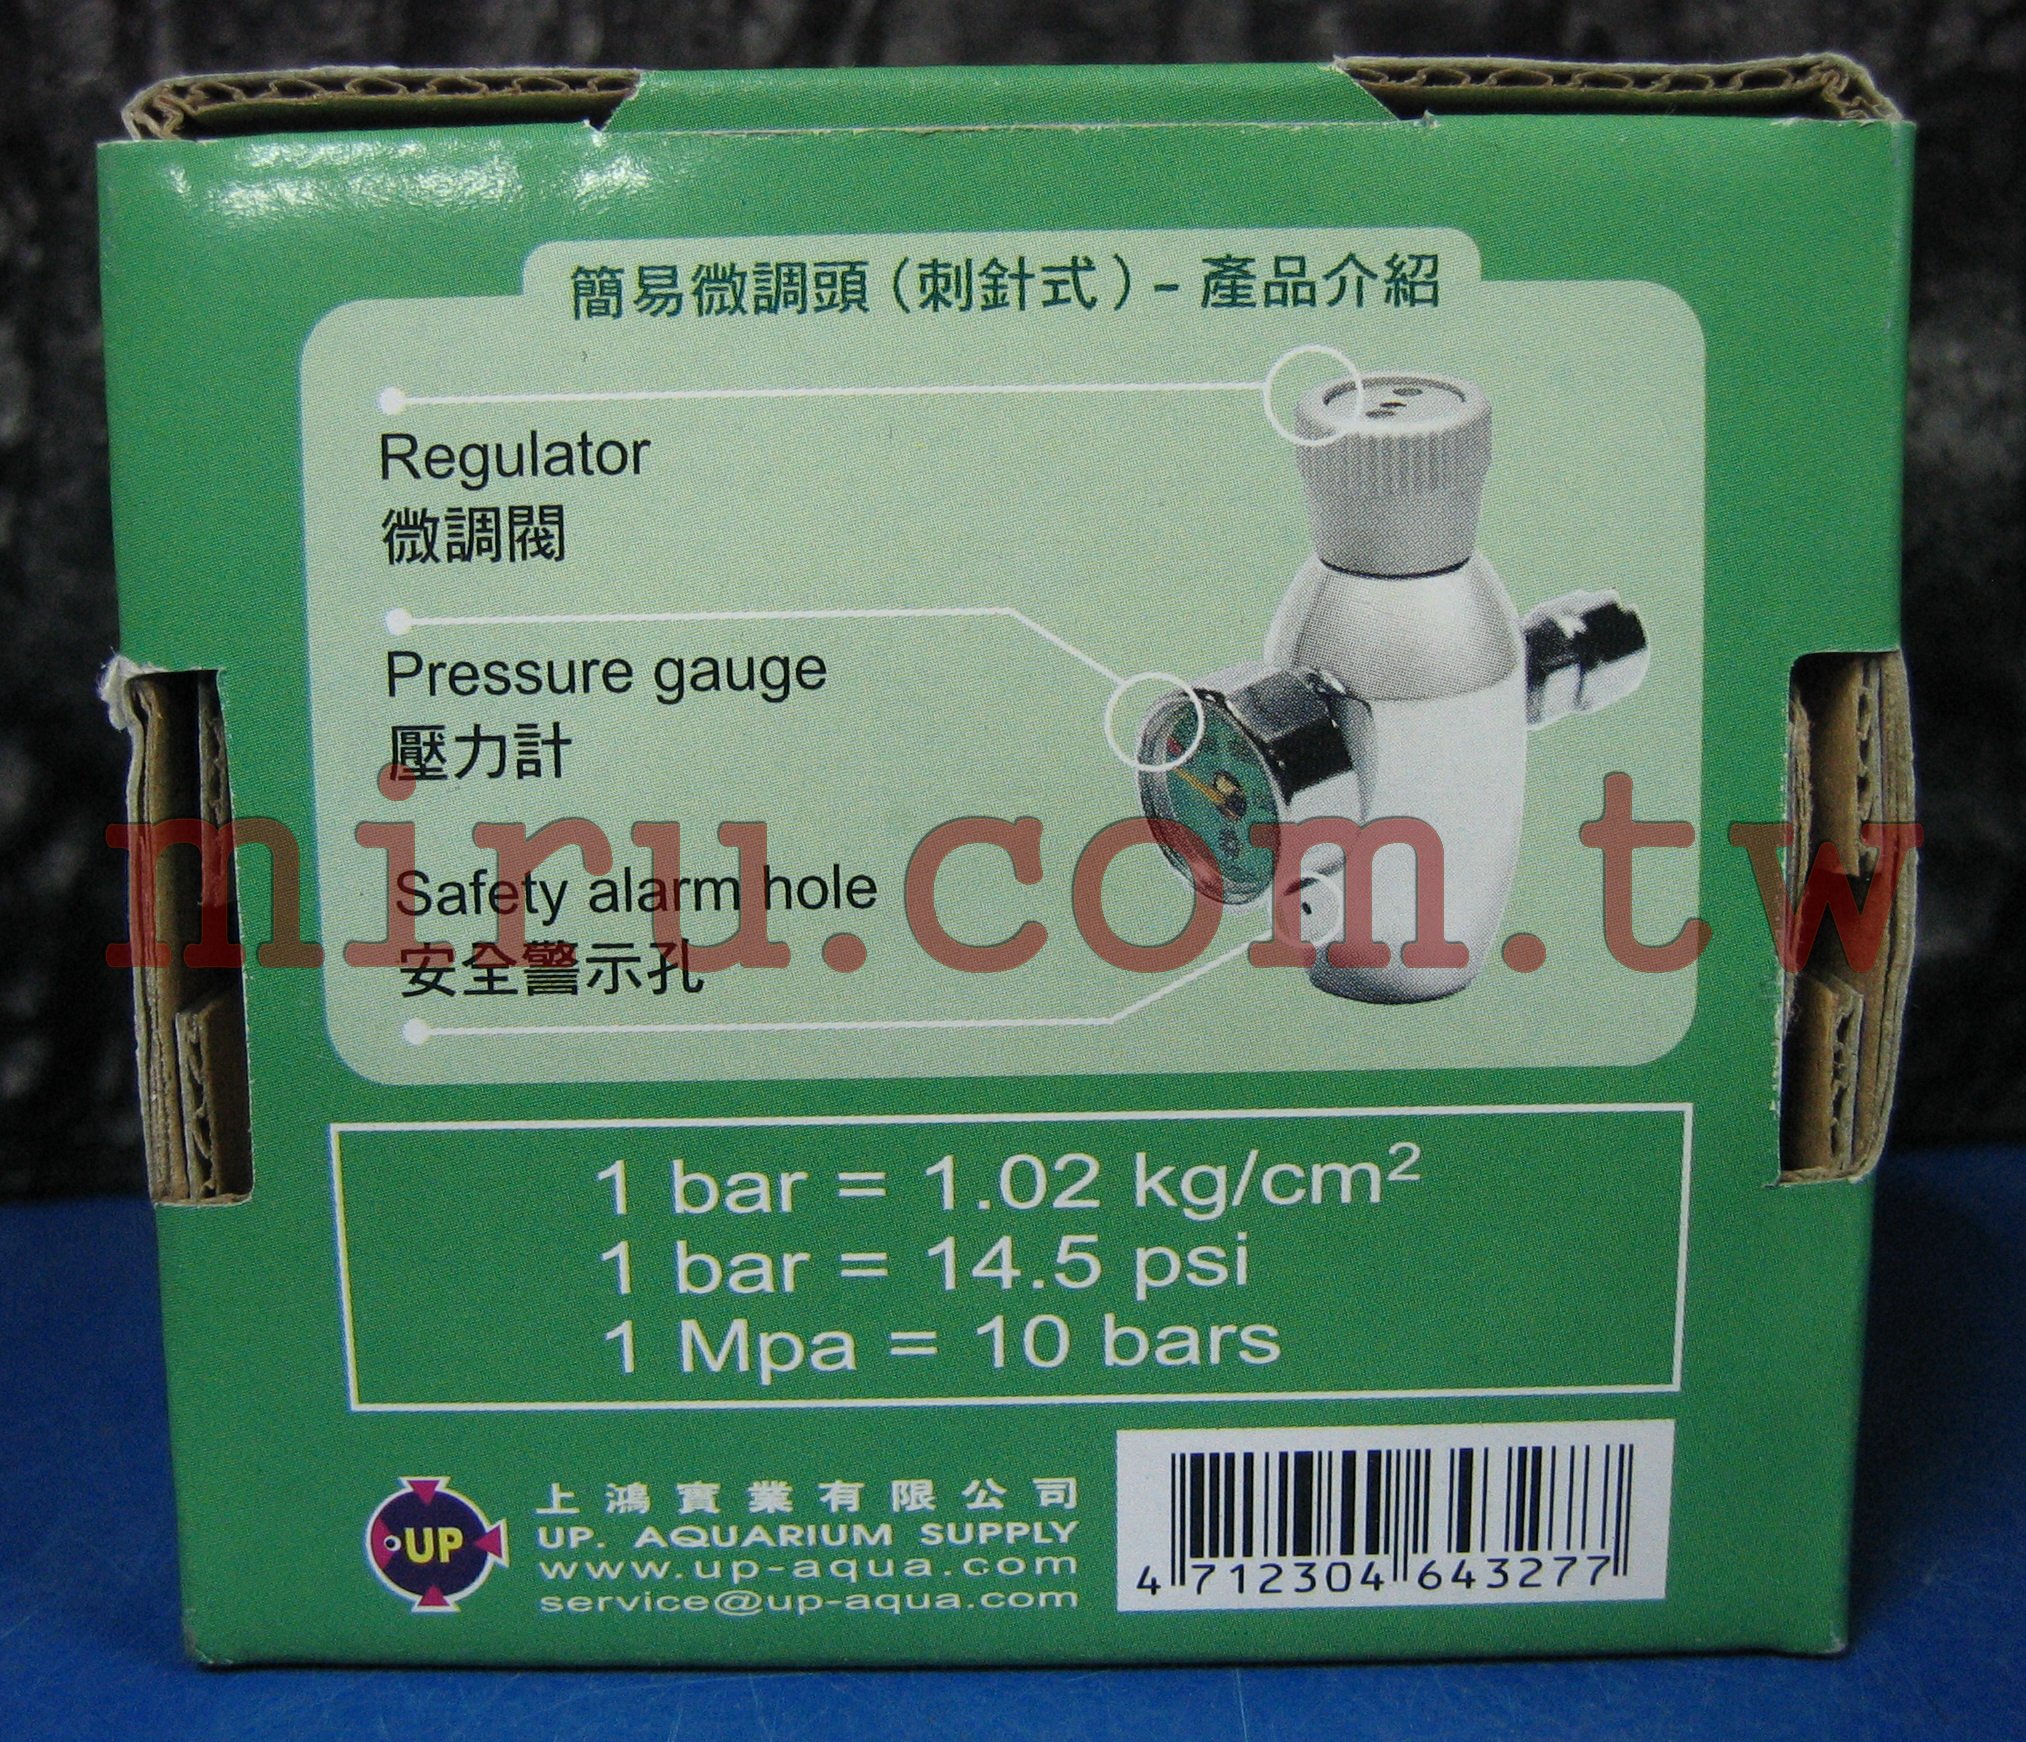 簡易微調頭（刺針式）- 產品介紹
Regulator
微調閥
Pressure gauge
壓力計
miru.com.tw
Safety alarm hole
安全警示孔
1 bar = 1.02 kg/cm²
1 bar = 14.5 psi
1 Mpa = 10 bars
UP
上鴻實業有限公司
UP. AQUARIUM SUPPLY
www.up-aqua.com
service@up-aqua.com
4 712304 643277